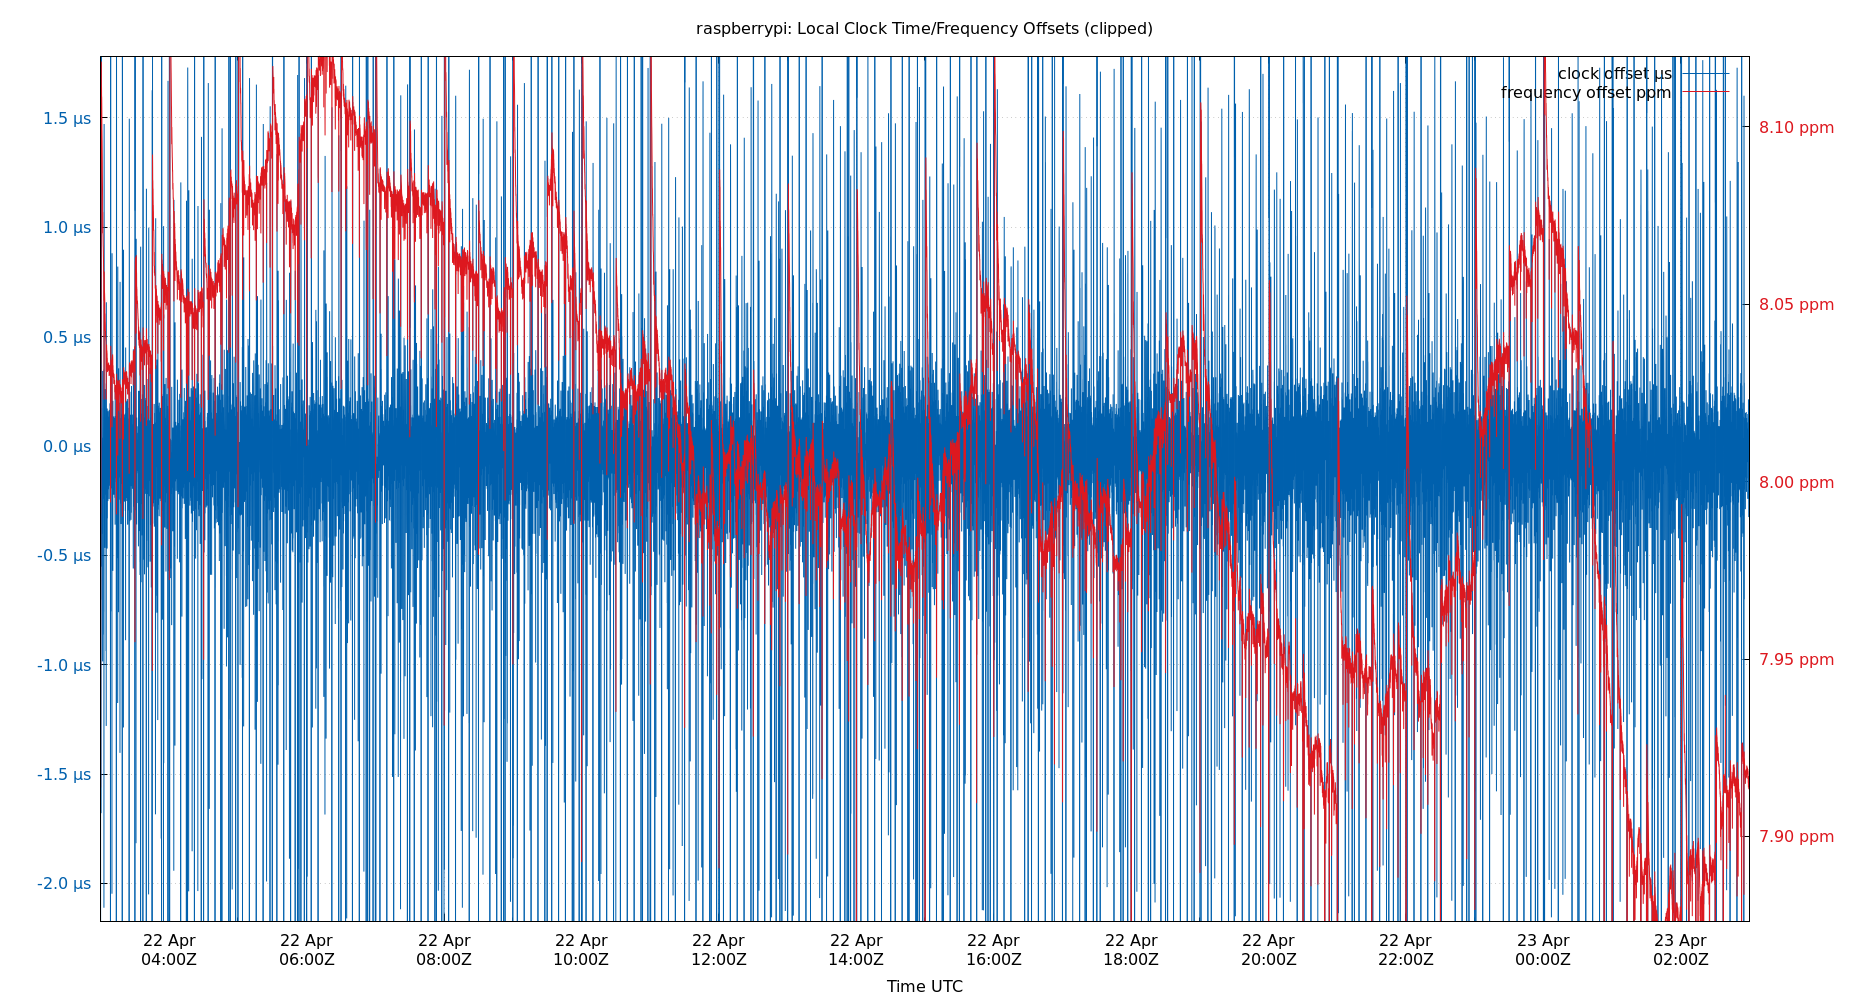 raspberrypi: Local Clock Time/Frequency Offsets (clipped)
clock offset µs
frequency offset ppm
1.5 µs
1.0 µs
0.5 µs
0.0 µs
-0.5 µs
-1.0 µs
-1.5 µs
-2.0 µs
8.10 ppm
8.05 ppm
8.00 ppm
7.95 ppm
7.90 ppm
22 Apr 22 Apr 22 Apr 22 Apr 22 Apr 22 Apr 22 Apr 22 Apr 22 Apr 22 Apr 23 Apr 23 Apr
04:00Z 06:00Z 08:00Z 10:00Z 12:00Z 14:00Z 16:00Z 18:00Z 20:00Z 22:00Z 00:00Z 02:00Z
Time UTC